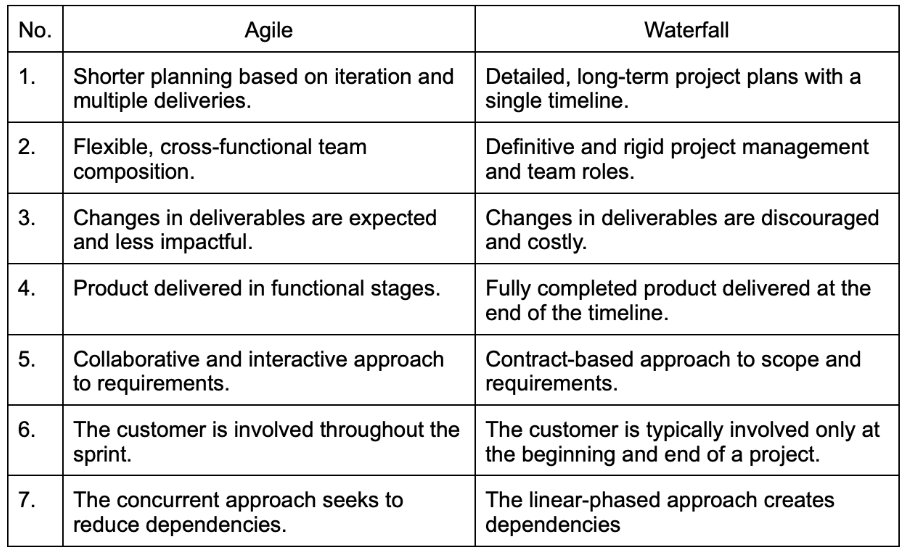 No. Agile Waterfall
1. Shorter planning based on iteration and Detailed, long-term project plans with a
multiple deliveries. single timeline.
2. Flexible, cross-functional team Definitive and rigid project management
composition. and team roles.
3. Changes in deliverables are expected Changes in deliverables are discouraged
and less impactful. and costly.
4. Product delivered in functional stages. Fully completed product delivered at the
end of the timeline.
5. Collaborative and interactive approach Contract-based approach to scope and
to requirements. requirements.
6. The customer is involved throughout the The customer is typically involved only at
sprint. the beginning and end of a project.
7. The concurrent approach seeks to The linear-phased approach creates
reduce dependencies. dependencies